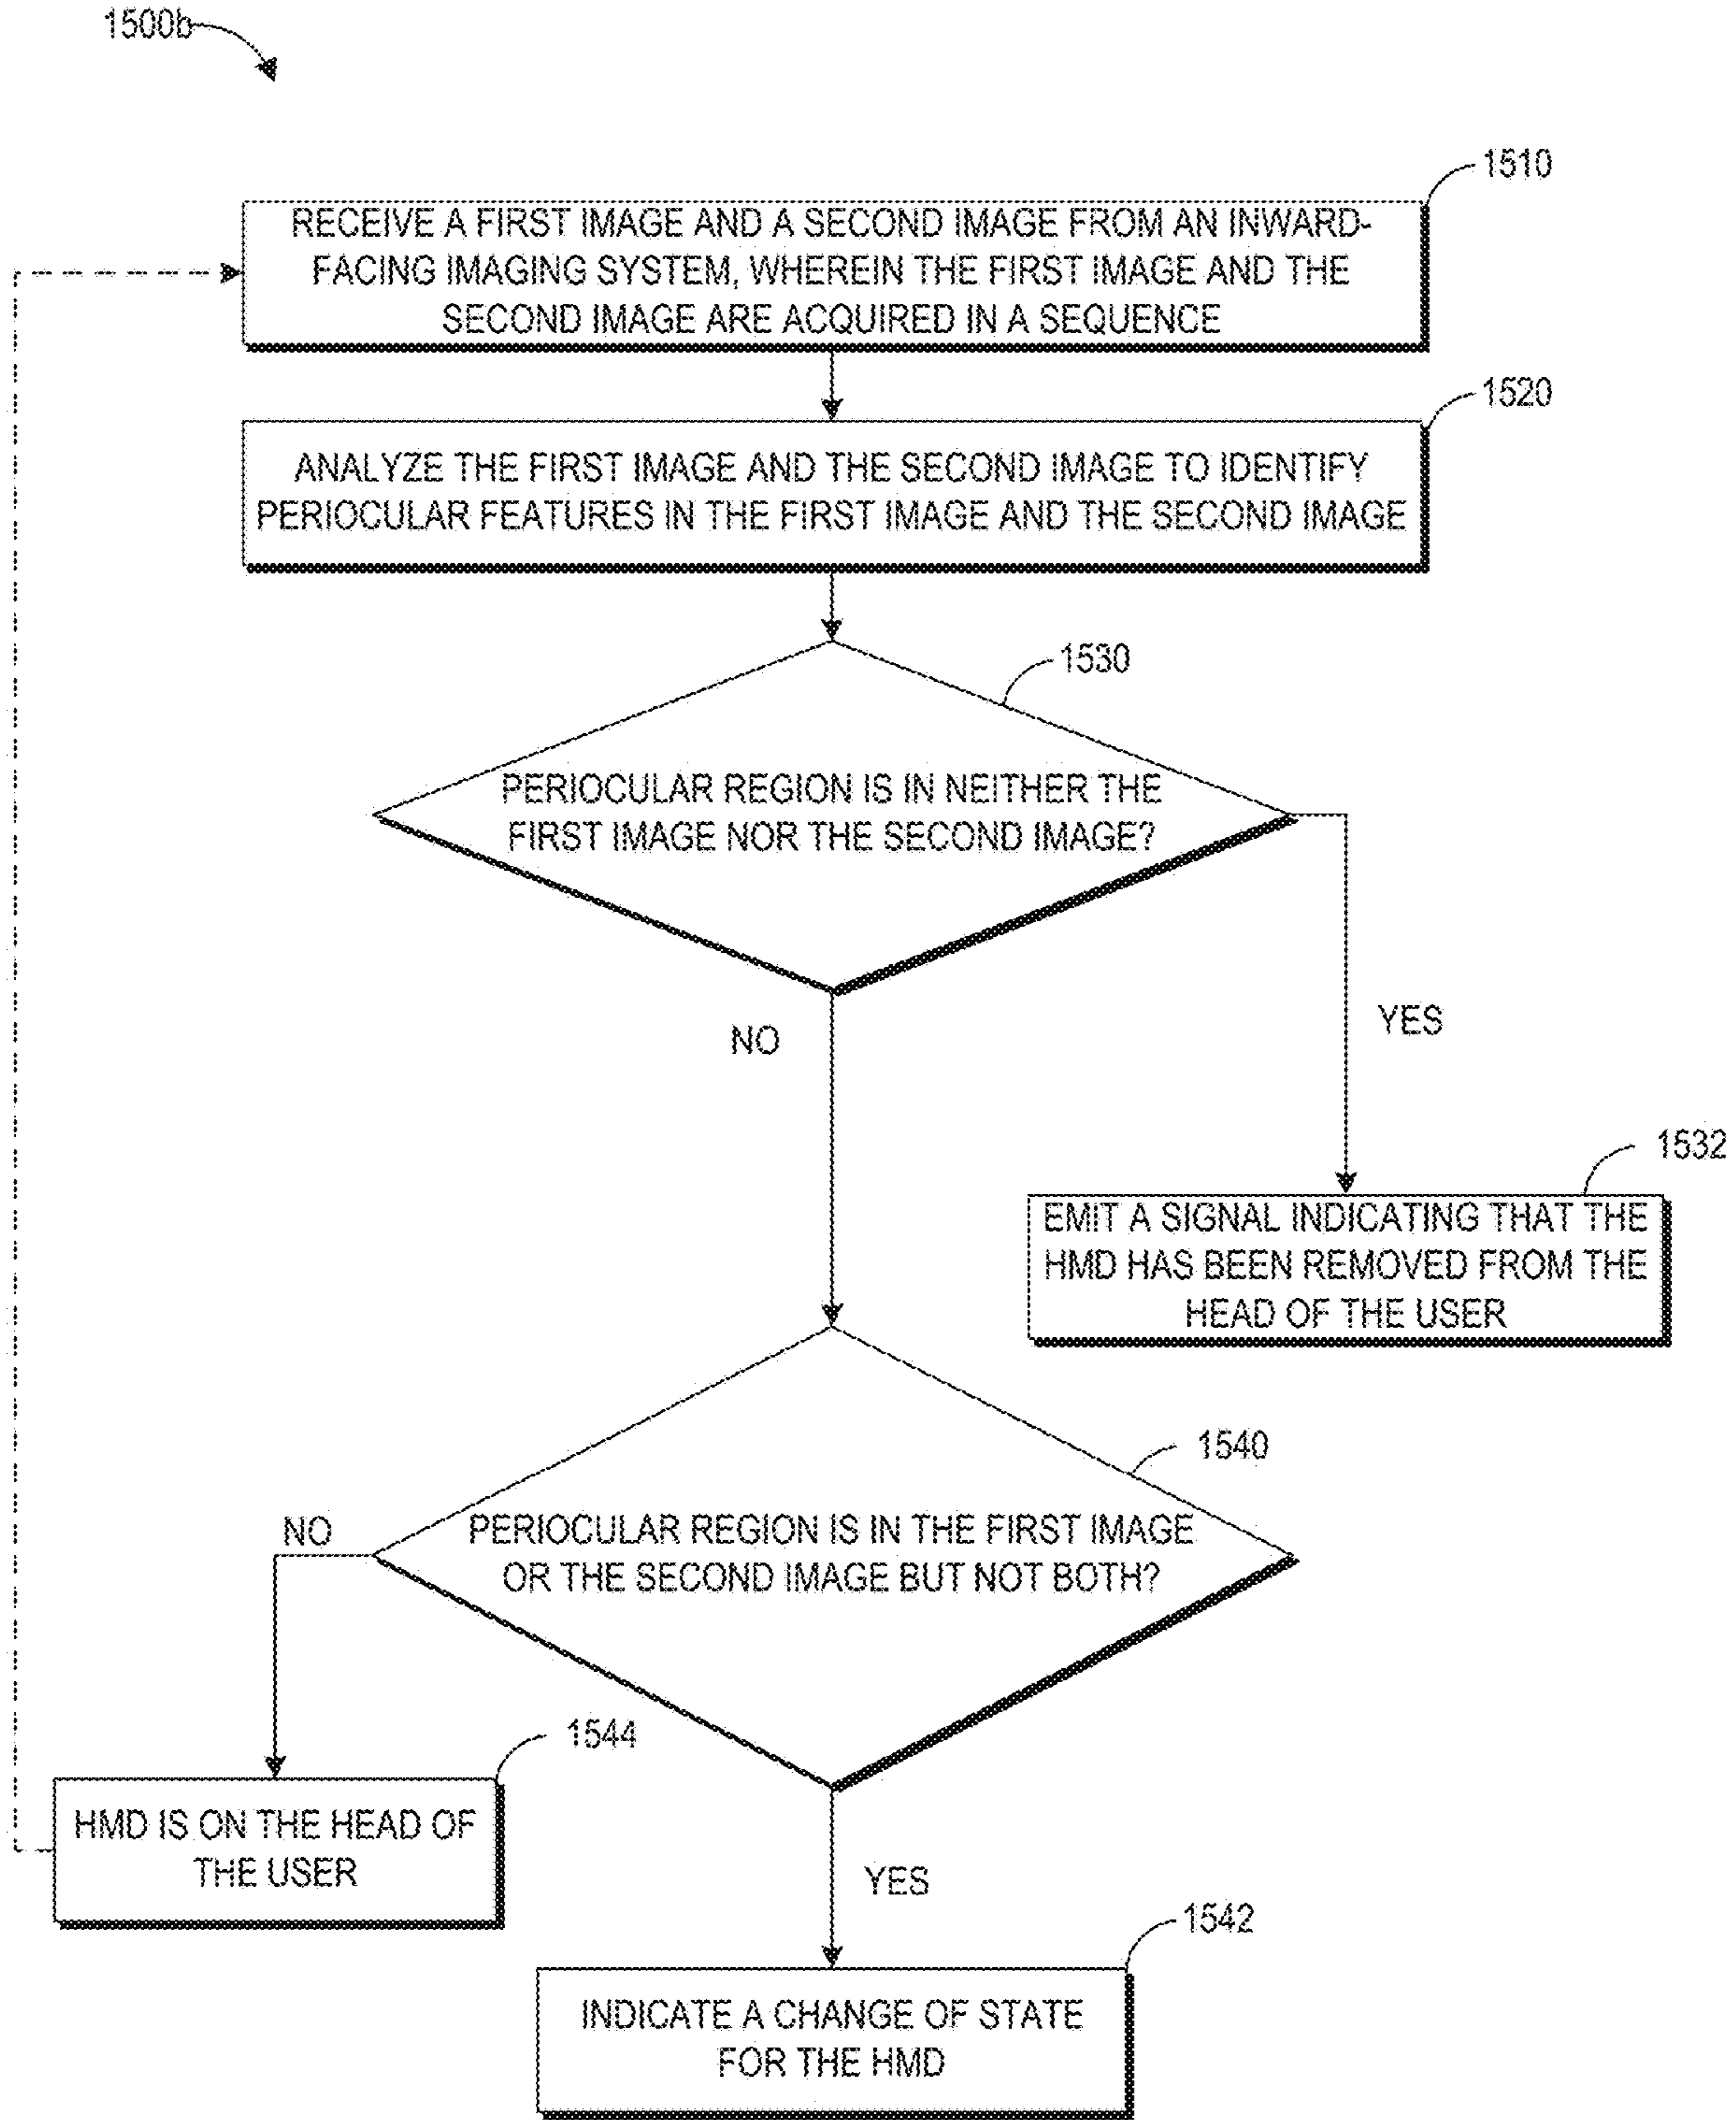 1500b
1510
RECEIVE A FIRST IMAGE AND A SECOND IMAGE FROM AN INWARD-
FACING IMAGING SYSTEM, WHEREIN THE FIRST IMAGE AND THE
SECOND IMAGE ARE ACQUIRED IN A SEQUENCE
1520
ANALYZE THE FIRST IMAGE AND THE SECOND IMAGE TO IDENTIFY
PERIOCULAR FEATURES IN THE FIRST IMAGE AND THE SECOND IMAGE
1530
PERIOCULAR REGION IS IN NEITHER THE
FIRST IMAGE NOR THE SECOND IMAGE?
YES
NO
1532
EMIT A SIGNAL INDICATING THAT THE
HMD HAS BEEN REMOVED FROM THE
HEAD OF THE USER
1540
PERIOCULAR REGION IS IN THE FIRST IMAGE
OR THE SECOND IMAGE BUT NOT BOTH?
NO
1544
HMD IS ON THE HEAD OF
THE USER
YES
1542
INDICATE A CHANGE OF STATE
FOR THE HMD